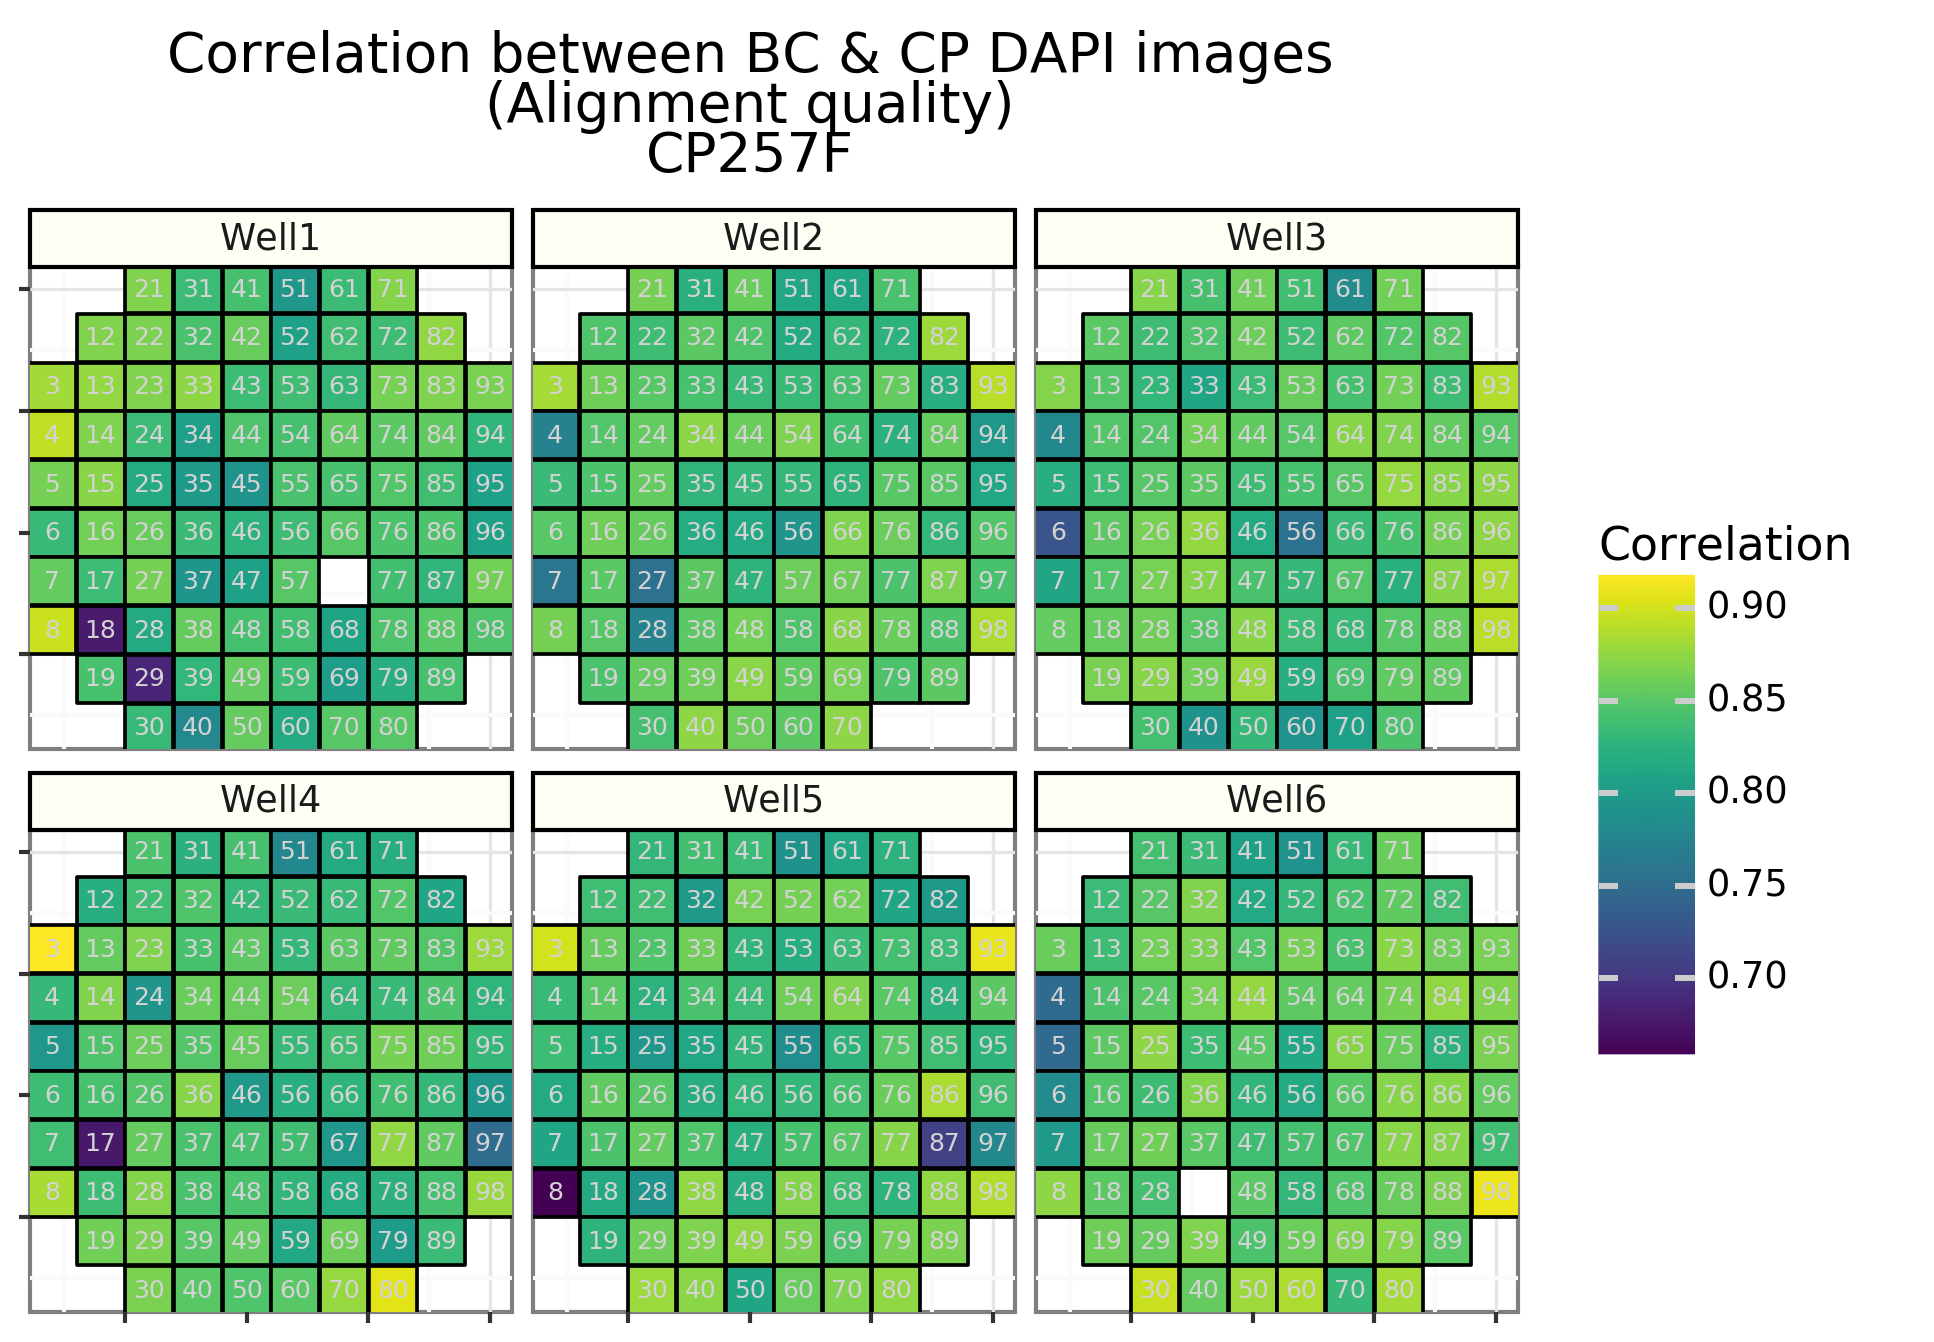 Correlation between BC & CP DAPI images
(Alignment quality)
CP257F
Well1 Well2 Well3
21 31 41 51 61 71 21 31 41 51 61 71 21 31 41 51 61 71
12 22 32 42 52 62 72 82 12 22 32 42 52 62 72 82 12 22 32 42 52 62 72 82
3 13 23 33 43 53 63 73 83 93 3 13 23 33 43 53 63 73 83 93 3 13 23 33 43 53 63 73 83 93
4 14 24 34 44 54 64 74 84 94 4 14 24 34 44 54 64 74 84 94 4 14 24 34 44 54 64 74 84 94
5 15 25 35 45 55 65 75 85 95 5 15 25 35 45 55 65 75 85 95 5 15 25 35 45 55 65 75 85 95
6 16 26 36 46 56 66 76 86 96 6 16 26 36 46 56 66 76 86 96 6 16 26 36 46 56 66 76 86 96
7 17 27 37 47 57 77 87 97 7 17 27 37 47 57 67 77 87 97 7 17 27 37 47 57 67 77 87 97
8 18 28 38 48 58 68 78 88 98 8 18 28 38 48 58 68 78 88 98 8 18 28 38 48 58 68 78 88 98
19 29 39 49 59 69 79 89 19 29 39 49 59 69 79 89 19 29 39 49 59 69 79 89
30 40 50 60 70 80 30 40 50 60 70 30 40 50 60 70 80
Well4 Well5 Well6
21 31 41 51 61 71 21 31 41 51 61 71 21 31 41 51 61 71
12 22 32 42 52 62 72 82 12 22 32 42 52 62 72 82 12 22 32 42 52 62 72 82
3 13 23 33 43 53 63 73 83 93 3 13 23 33 43 53 63 73 83 93 3 13 23 33 43 53 63 73 83 93
4 14 24 34 44 54 64 74 84 94 4 14 24 34 44 54 64 74 84 94 4 14 24 34 44 54 64 74 84 94
5 15 25 35 45 55 65 75 85 95 5 15 25 35 45 55 65 75 85 95 5 15 25 35 45 55 65 75 85 95
6 16 26 36 46 56 66 76 86 96 6 16 26 36 46 56 66 76 86 96 6 16 26 36 46 56 66 76 86 96
7 17 27 37 47 57 67 77 87 97 7 17 27 37 47 57 67 77 87 97 7 17 27 37 47 57 67 77 87 97
8 18 28 38 48 58 68 78 88 98 8 18 28 38 48 58 68 78 88 98 8 18 28 48 58 68 78 88 98
19 29 39 49 59 69 79 89 19 29 39 49 59 69 79 89 19 29 39 49 59 69 79 89
30 40 50 60 70 80 30 40 50 60 70 80 30 40 50 60 70 80
Correlation
0.90
0.85
0.80
0.75
0.70